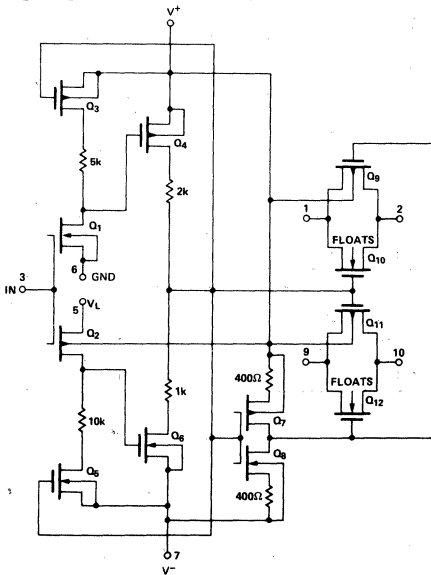 V+
Q3
Q4
5k
2k
Q9
1
2
Q1
FLOATS
6
GND
Q10
3
IN
5
VL
Q11
Q2
9
10
400Ω
FLOATS
1k
Q7
Q12
10k
Q6
Q8
Q5
400Ω
7
V−